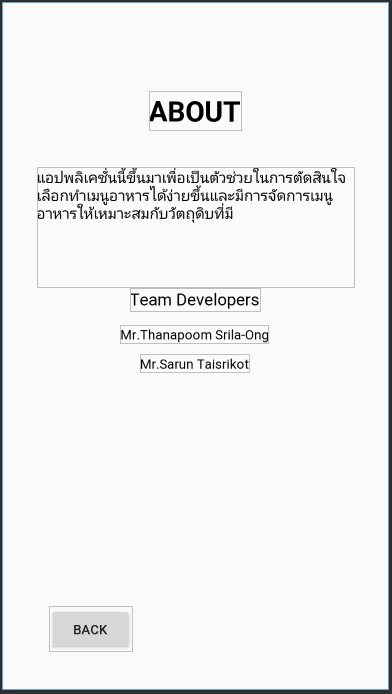 ABOUT
แอปพลิเคชั่นนี้ขึ้นมาเพื่อเป็นตัวช่วยในการตัดสินใจ
เลือกทำเมนูอาหารได้ง่ายขึ้นและมีการจัดการเมนู
อาหารให้เหมาะสมกับวัตถุดิบที่มี
Team Developers
Mr.Thanapoom Srila-Ong
Mr.Sarun Taisrikot
BACK